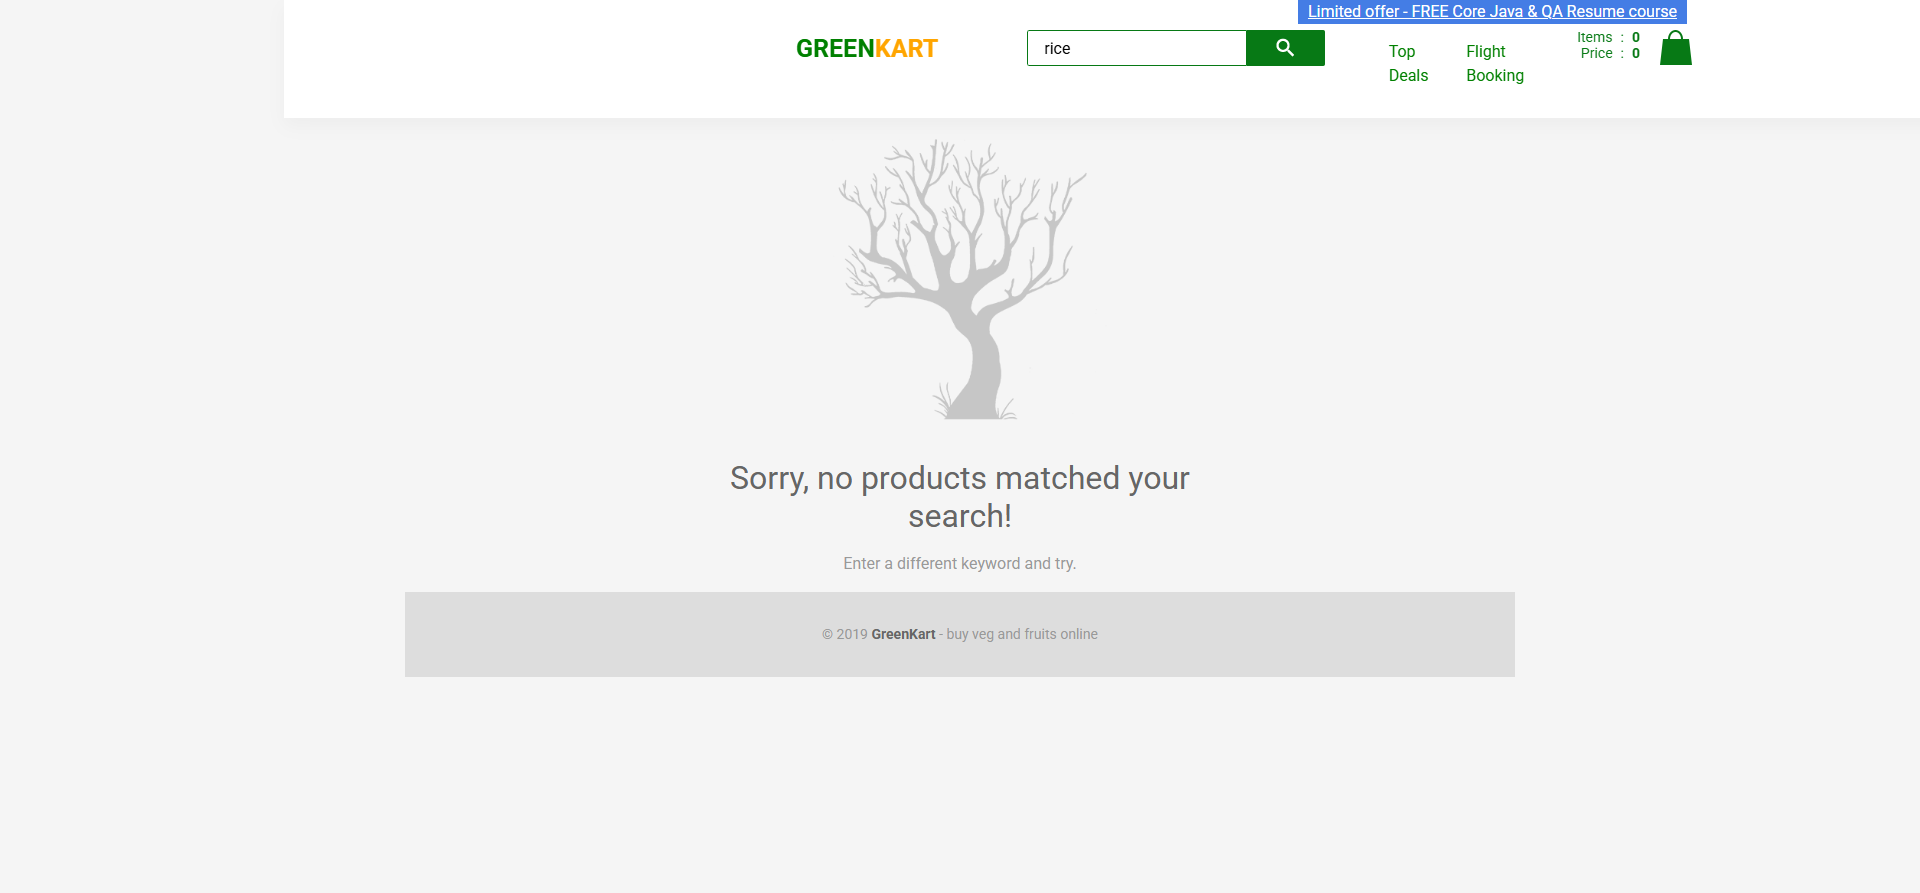 Limited offer - FREE Core Java & QA Resume course
GREENKART
rice
Top
Deals
Flight
Booking
Items : 0
Price : 0
Sorry, no products matched your
search!
Enter a different keyword and try.
© 2019 GreenKart - buy veg and fruits online